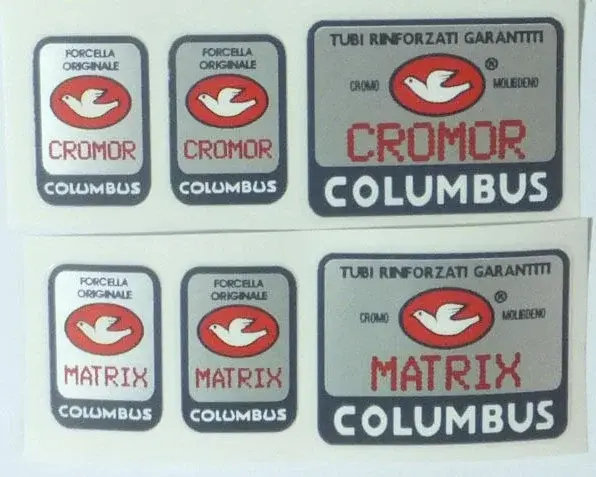 FORCELLA
ORIGINALE
CROMOR
COLUMBUS
FORCELLA
ORIGINALE
CROMOR
COLUMBUS
TUBI RINFORZATI GARANTITI
CROMO MOLIBDENO
®
CROMOR
COLUMBUS
FORCELLA
ORIGINALE
MATRIX
COLUMBUS
FORCELLA
ORIGINALE
MATRIX
COLUMBUS
TUBI RINFORZATI GARANTITI
CROMO MOLIBDENO
®
MATRIX
COLUMBUS